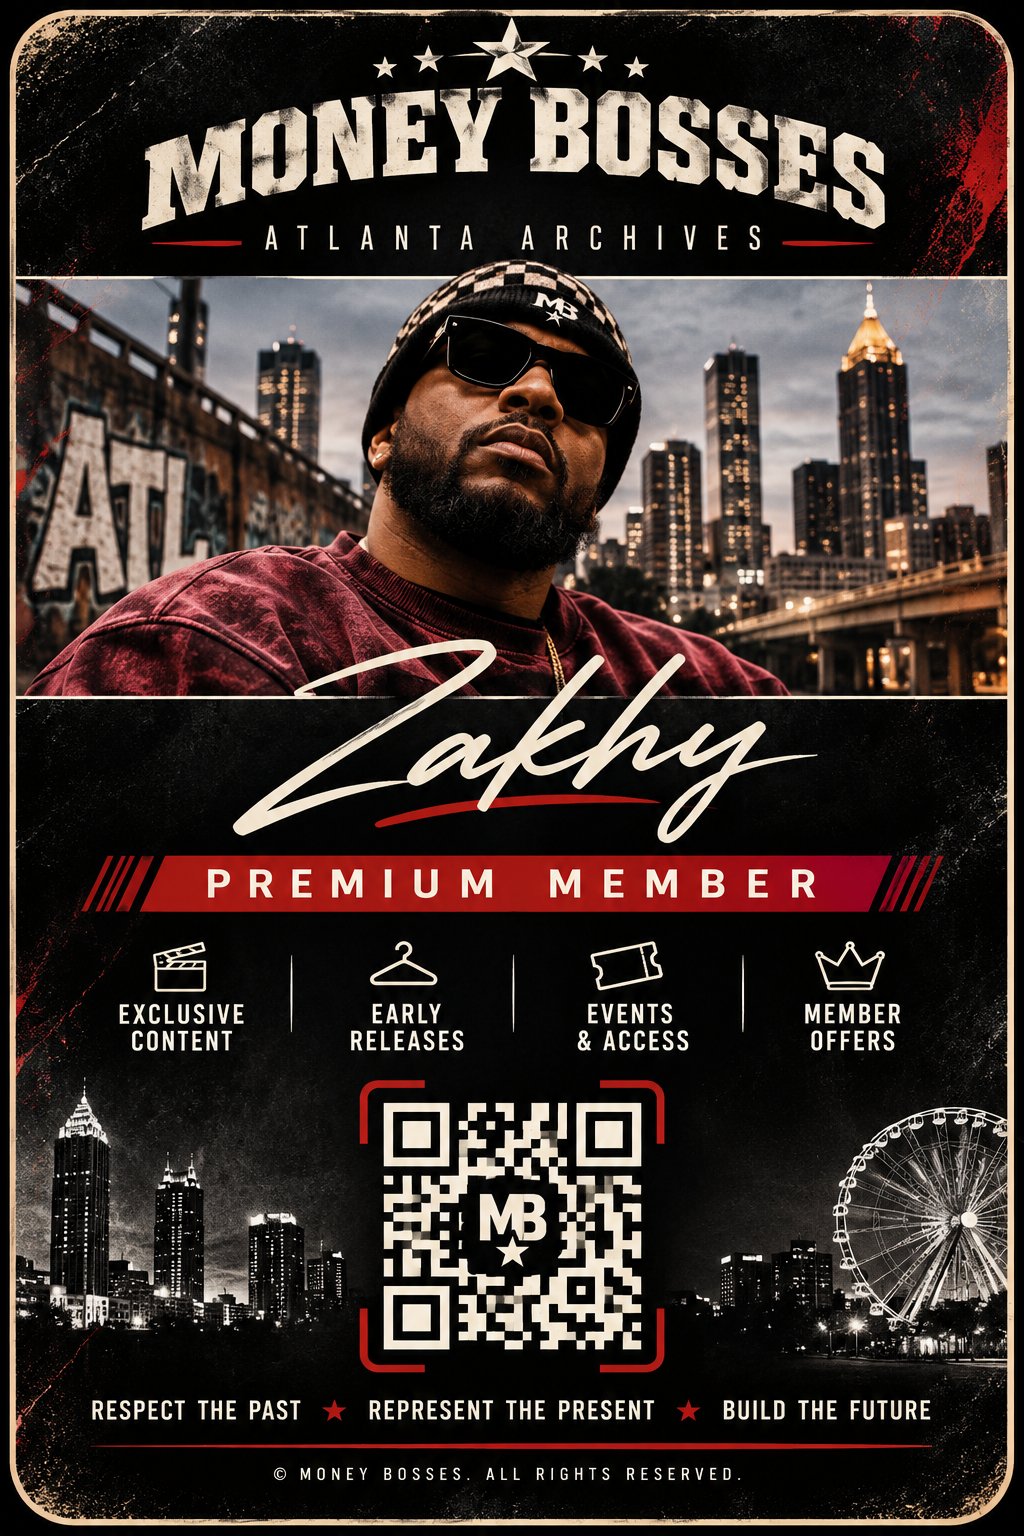 MONEY BOSSES
ATLANTA ARCHIVES
MB
ATL
Zakhy
PREMIUM MEMBER
EXCLUSIVE
CONTENT
EARLY
RELEASES
EVENTS
& ACCESS
MEMBER
OFFERS
MB
RESPECT THE PAST ★ REPRESENT THE PRESENT ★ BUILD THE FUTURE
© MONEY BOSSES. ALL RIGHTS RESERVED.